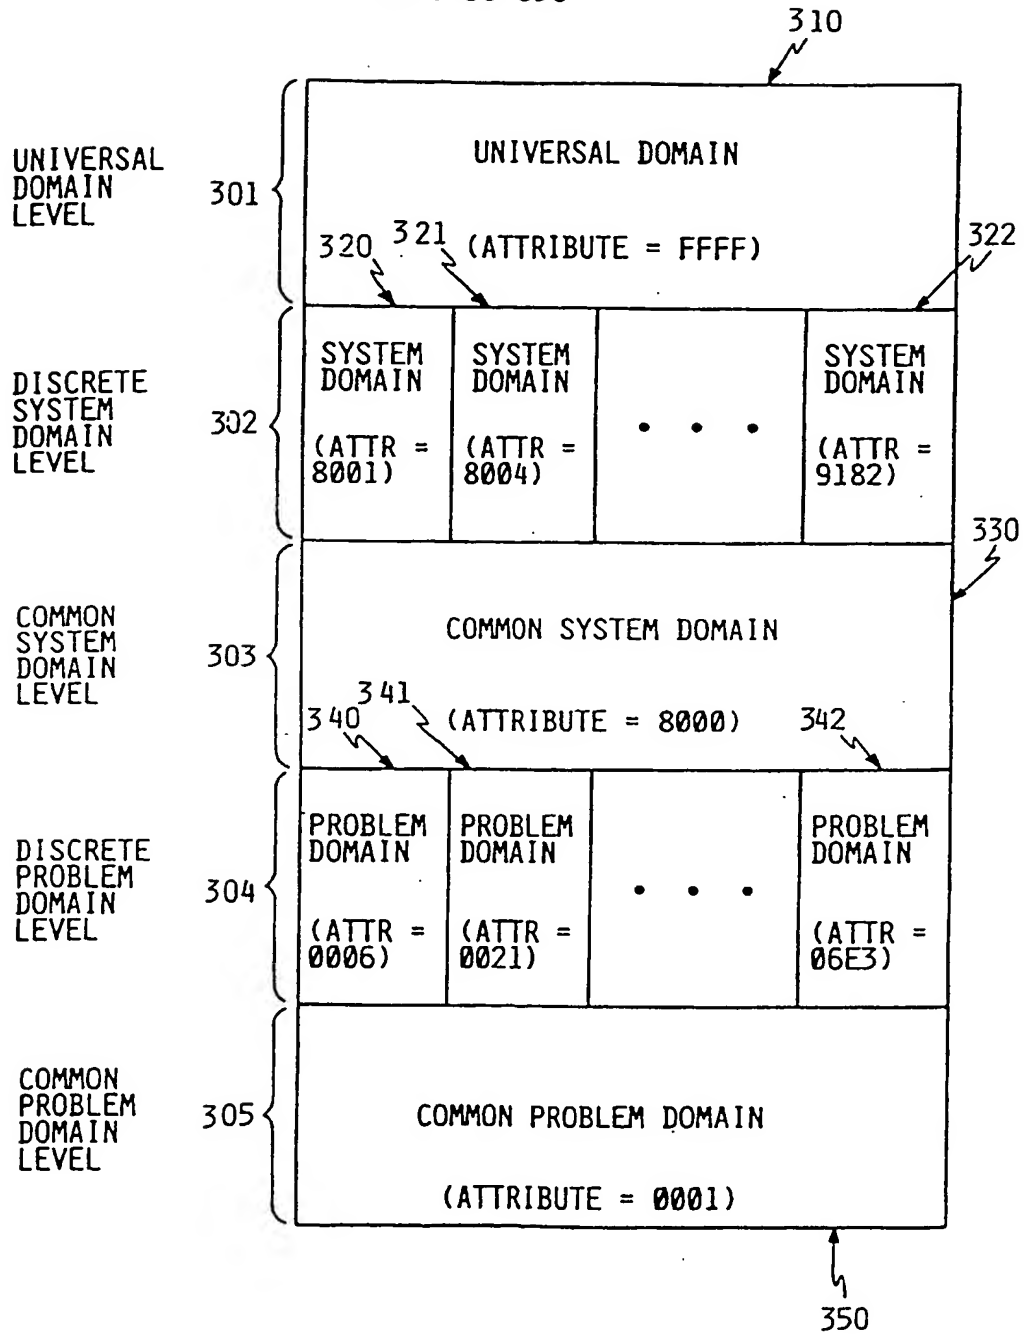 310
UNIVERSAL
DOMAIN
LEVEL
301
UNIVERSAL DOMAIN
(ATTRIBUTE = FFFF)
320
321
322
DISCRETE
SYSTEM
DOMAIN
LEVEL
302
SYSTEM
DOMAIN
(ATTR =
8001)
SYSTEM
DOMAIN
(ATTR =
8004)
• • •
SYSTEM
DOMAIN
(ATTR =
9182)
330
COMMON
SYSTEM
DOMAIN
LEVEL
303
COMMON SYSTEM DOMAIN
(ATTRIBUTE = 8000)
340
341
342
DISCRETE
PROBLEM
DOMAIN
LEVEL
304
PROBLEM
DOMAIN
(ATTR =
0006)
PROBLEM
DOMAIN
(ATTR =
0021)
• • •
PROBLEM
DOMAIN
(ATTR =
06E3)
COMMON
PROBLEM
DOMAIN
LEVEL
305
COMMON PROBLEM DOMAIN
(ATTRIBUTE = 0001)
350